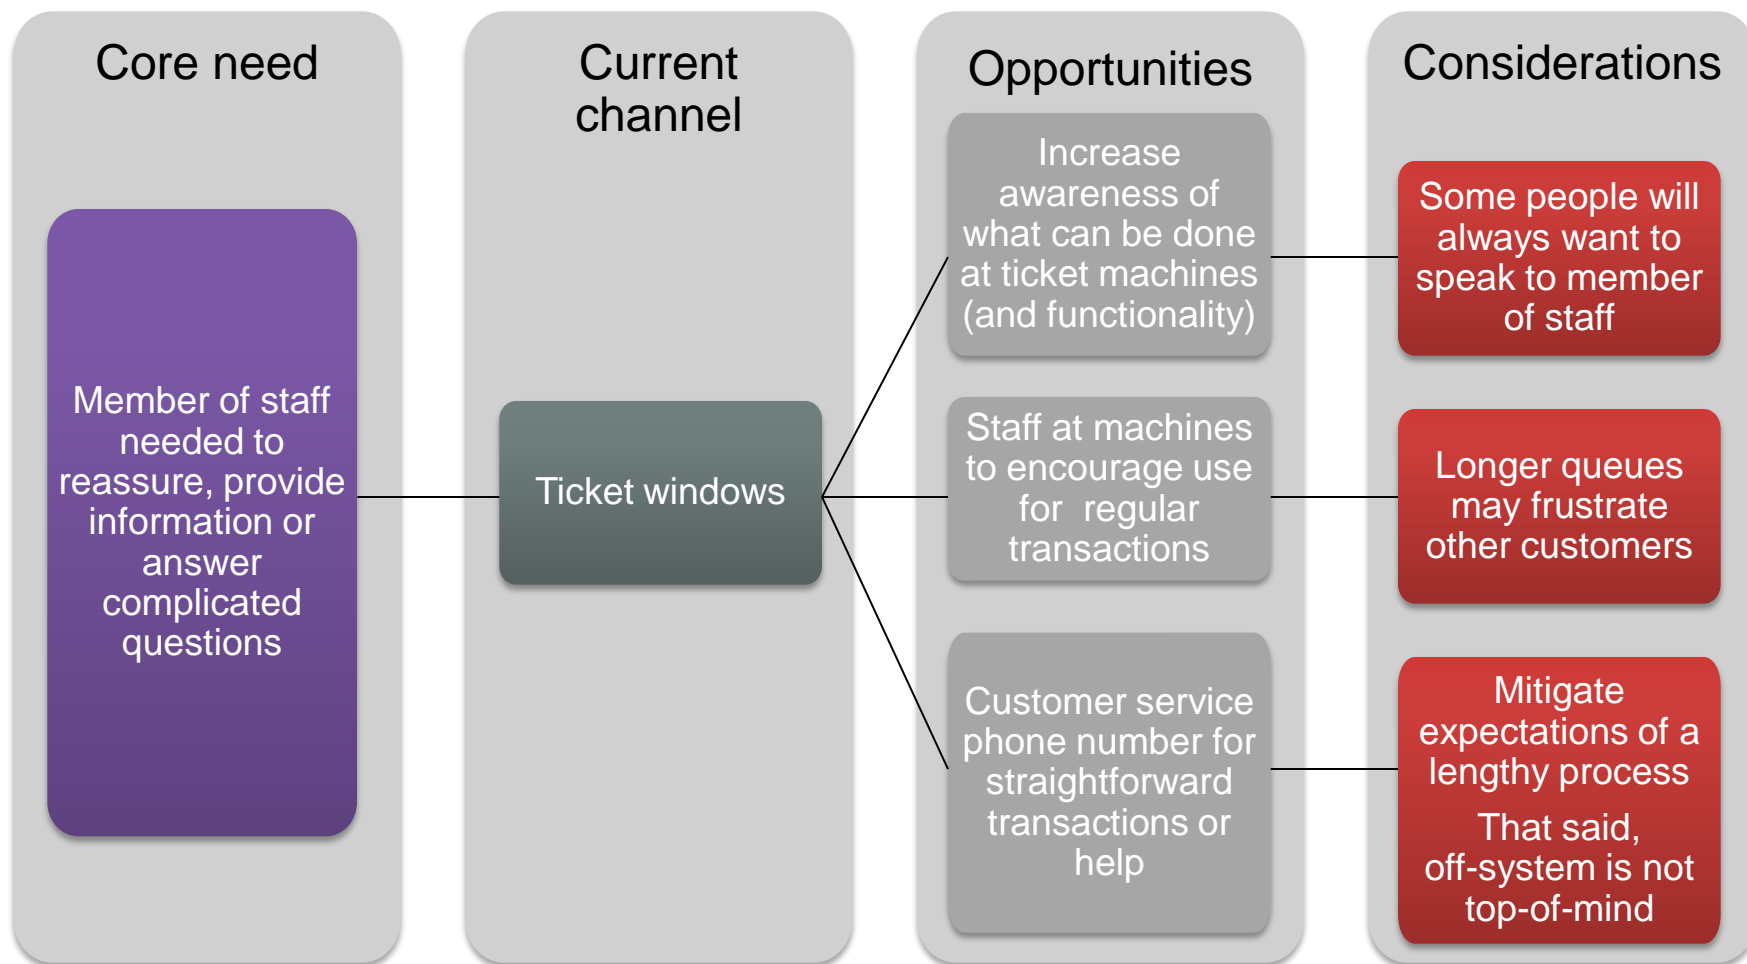 Core need
Member of staff
needed to
reassure, provide
information or
answer
complicated
questions
Current
channel
Ticket windows
Opportunities
Increase
awareness of
what can be done
at ticket machines
(and functionality)
Staff at machines
to encourage use
for  regular
transactions
Customer service
phone number for
straightforward
transactions or
help
Considerations
Some people will
always want to
speak to member
of staff
Longer queues
may frustrate
other customers
Mitigate
expectations of a
lengthy process
That said,
off-system is not
top-of-mind